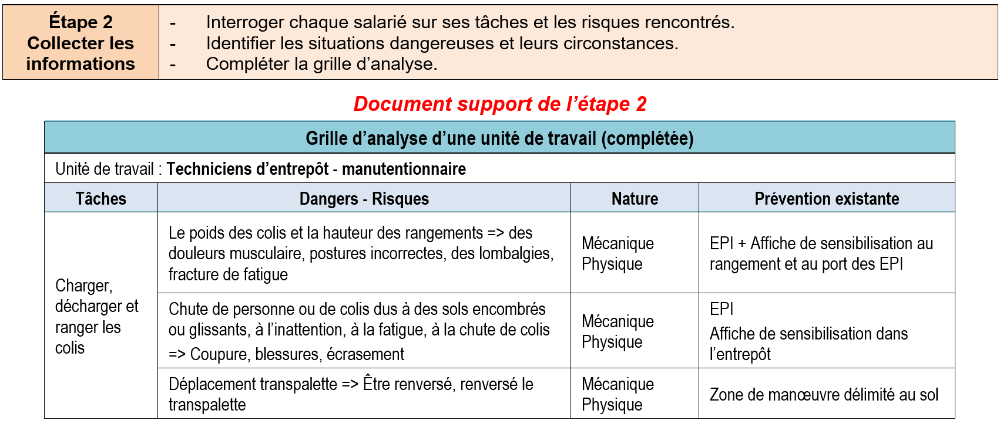 Étape 2
Collecter les
informations
- Interroger chaque salarié sur ses tâches et les risques rencontrés.
- Identifier les situations dangereuses et leurs circonstances.
- Compléter la grille d’analyse.
Document support de l’étape 2
Grille d’analyse d’une unité de travail (complétée)
Unité de travail : Techniciens d’entrepôt - manutentionnaire
Tâches
Dangers - Risques
Nature
Prévention existante
Charger,
décharger et
ranger les
colis
Le poids des colis et la hauteur des rangements => des
douleurs musculaire, postures incorrectes, des lombalgies,
fracture de fatigue
Mécanique
Physique
EPI + Affiche de sensibilisation au
rangement et au port des EPI
Chute de personne ou de colis dus à des sols encombrés
ou glissants, à l’inattention, à la fatigue, à la chute de colis
=> Coupure, blessures, écrasement
Mécanique
Physique
EPI
Affiche de sensibilisation dans
l’entrepôt
Déplacement transpalette => Être renversé, renversé le
transpalette
Mécanique
Physique
Zone de manœuvre délimité au sol